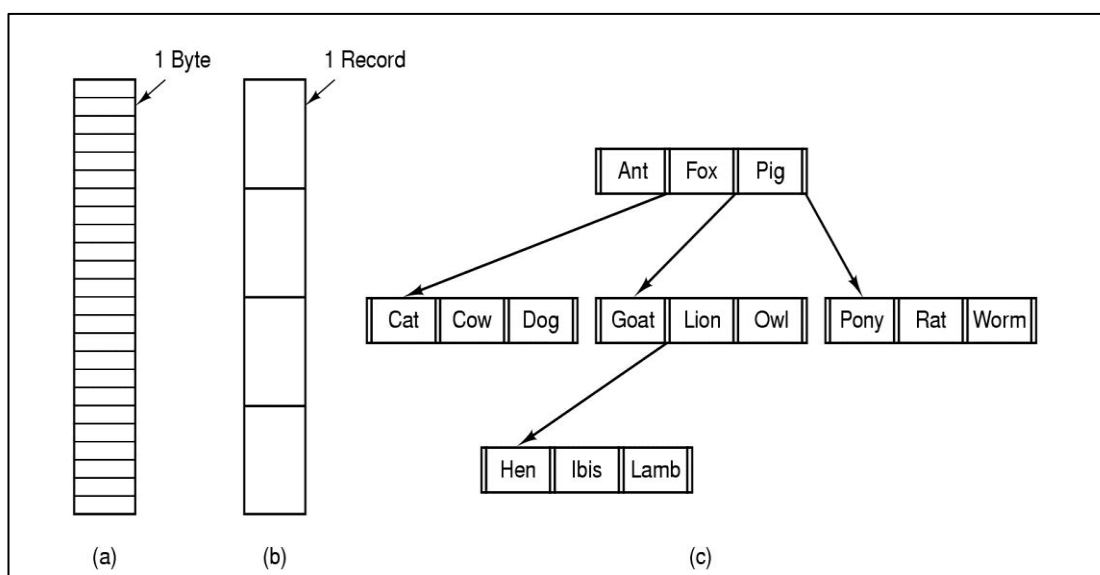 1 Byte
1 Record
Ant Fox Pig
Cat Cow Dog
Goat Lion Owl
Pony Rat Worm
Hen Ibis Lamb
(a)
(b)
(c)